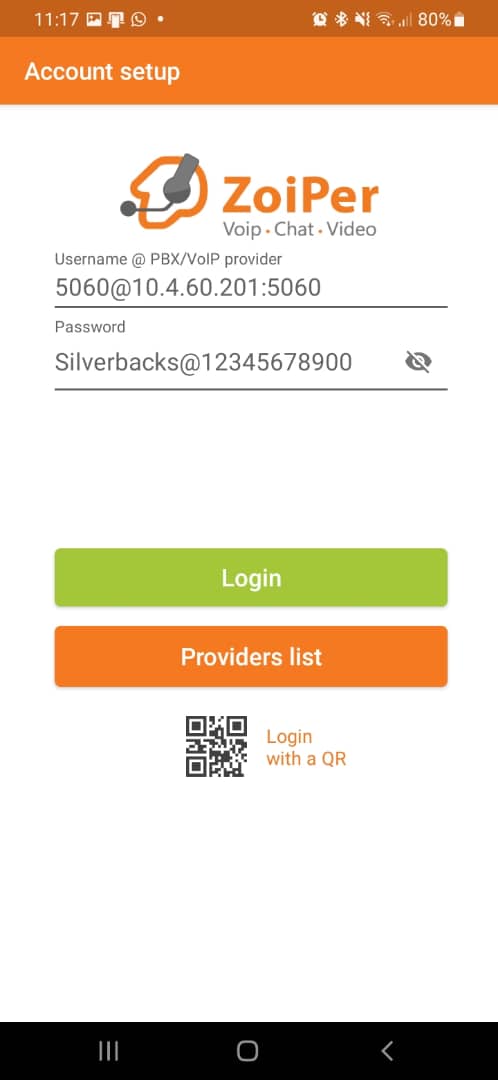 11:17
80%
Account setup
ZoiPer
Voip • Chat • Video
Username @ PBX/VoIP provider
5060@10.4.60.201:5060
Password
Silverbacks@12345678900
Login
Providers list
Login
with a QR